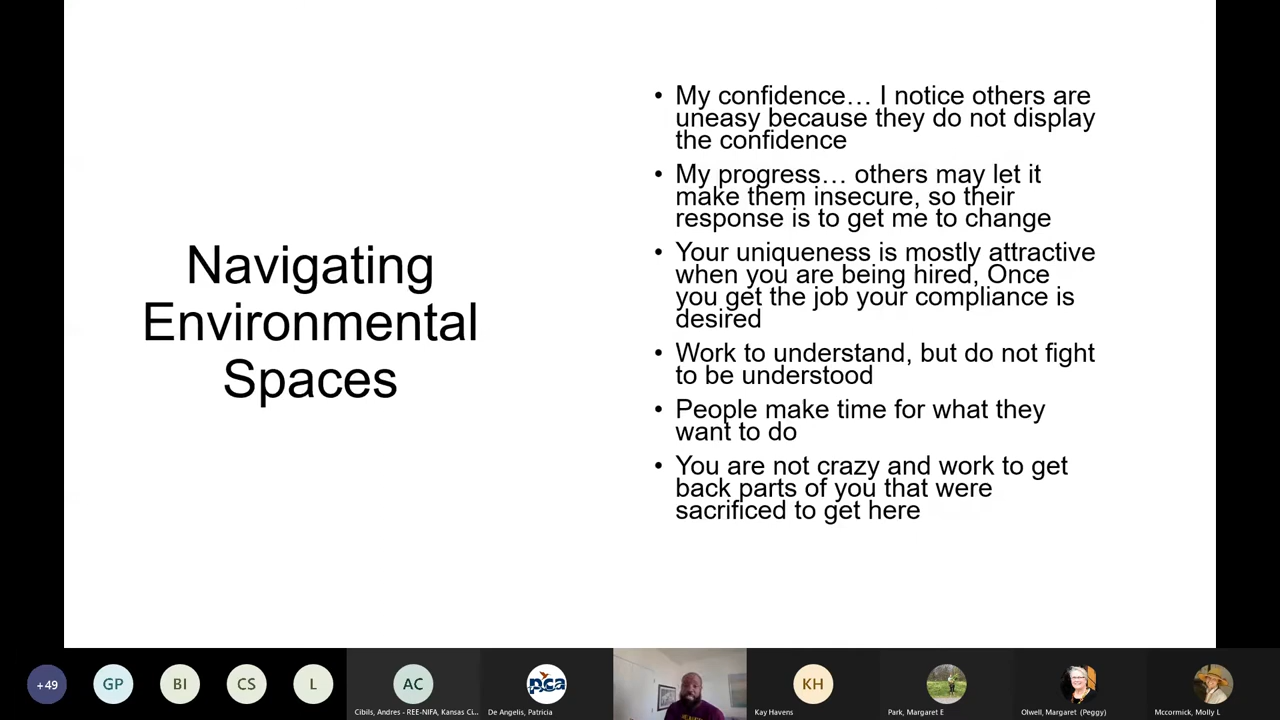 Navigating
Environmental
Spaces
• My confidence… I notice others are
uneasy because they do not display
the confidence
• My progress… others may let it
make them insecure, so their
response is to get me to change
• Your uniqueness is mostly attractive
when you are being hired, Once
you get the job your compliance is
desired
• Work to understand, but do not fight
to be understood
• People make time for what they
want to do
• You are not crazy and work to get
back parts of you that were
sacrificed to get here
+49
GP
BI
CS
L
AC
Cibils, Andres - REE-NIFA, Kansas Ci...
pca
De Angelis, Patricia
KH
Kay Havens
Park, Margaret E
Olwell, Margaret (Peggy)
Mccormick, Molly L